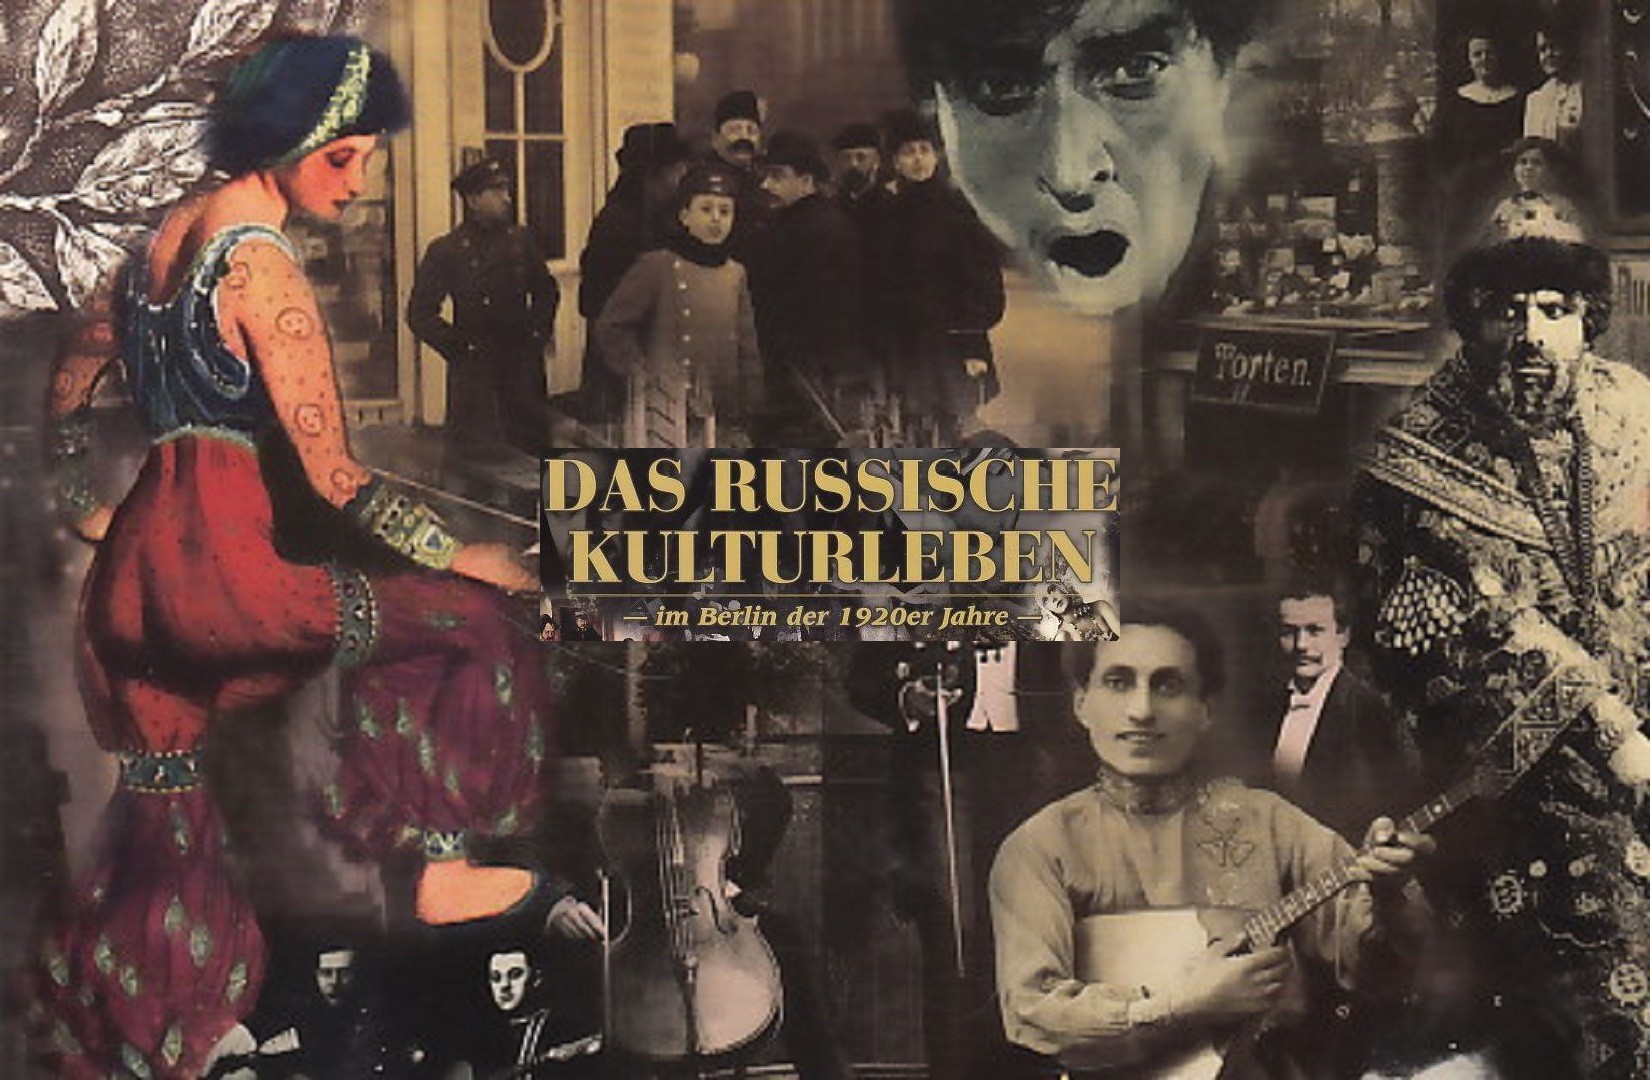 Torten.
DAS RUSSISCHE
KULTURLEBEN
— im Berlin der 1920er Jahre —